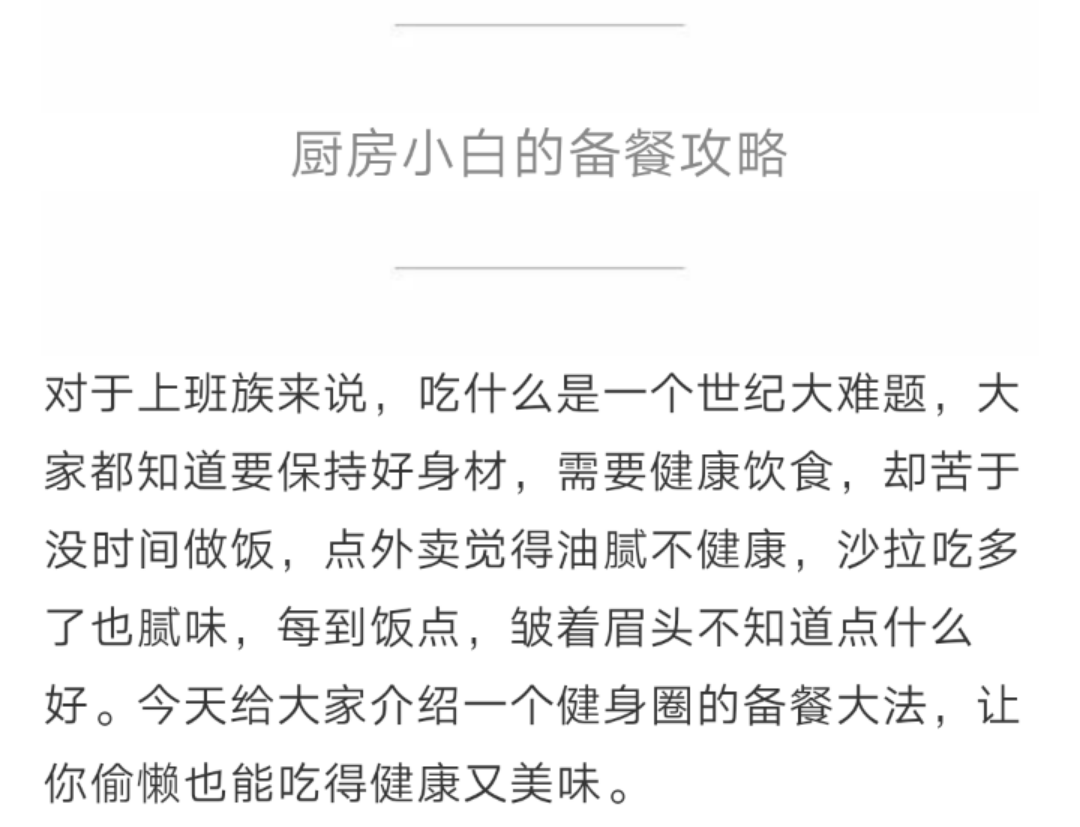 厨房小白的备餐攻略
对于上班族来说，吃什么是一个世纪大难题，大
家都知道要保持好身材，需要健康饮食，却苦于
没时间做饭，点外卖觉得油腻不健康，沙拉吃多
了也腻味，每到饭点，皱着眉头不知道点什么
好。今天给大家介绍一个健身圈的备餐大法，让
你偷懒也能吃得健康又美味。